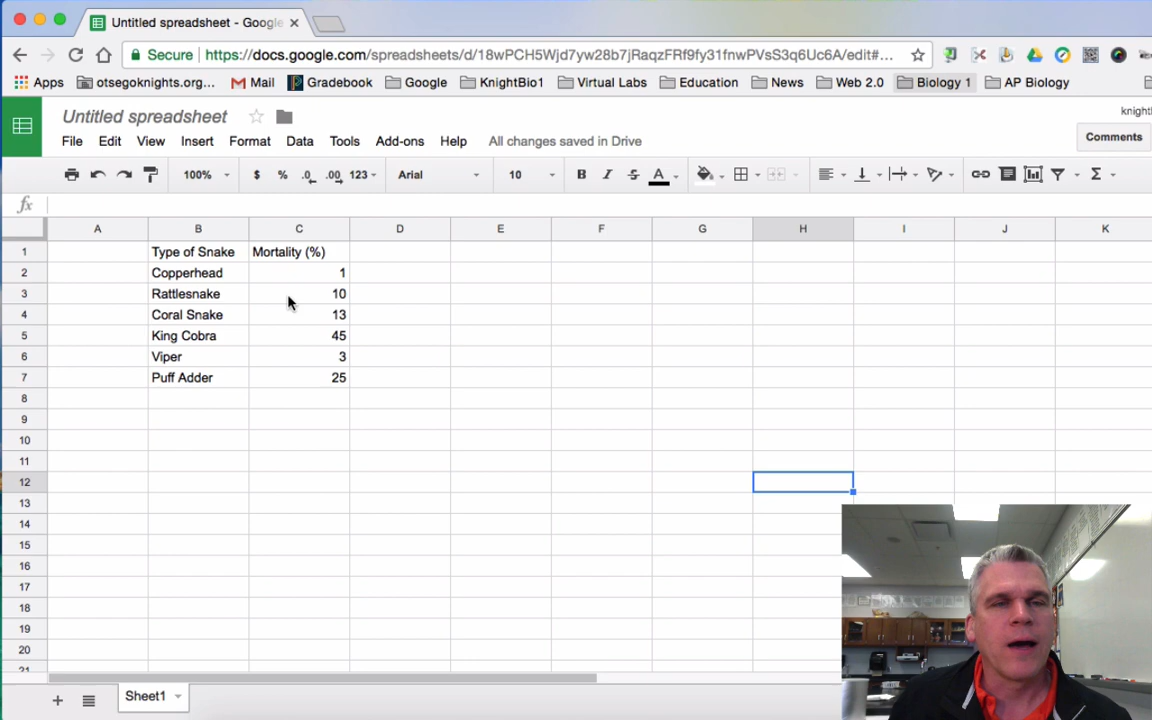 Untitled spreadsheet - Google
Secure https://docs.google.com/spreadsheets/d/18wPCH5Wjd7yw28b7jRaqzFRf9fy31fnwPVsS3q6Uc6A/edit#...
Apps otsegoknights.org... Mail Gradebook Google KnightBio1 Virtual Labs Education News Web 2.0 Biology 1 AP Biology
Untitled spreadsheet
knight
File Edit View Insert Format Data Tools Add-ons Help All changes saved in Drive
Comments
100% $ % .0 .00 123 Arial 10 B I S A Σ
fx
A B C D E F G H I J K
1 Type of Snake Mortality (%)
2 Copperhead 1
3 Rattlesnake 10
4 Coral Snake 13
5 King Cobra 45
6 Viper 3
7 Puff Adder 25
8
9
10
11
12
13
14
15
16
17
18
19
20
21
+ Sheet1